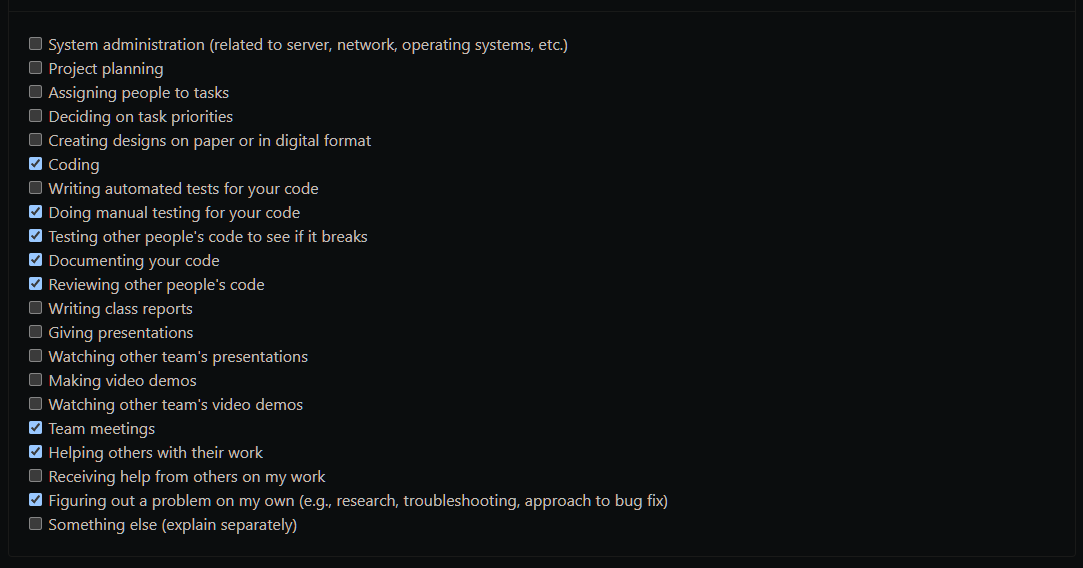 System administration (related to server, network, operating systems, etc.)
Project planning
Assigning people to tasks
Deciding on task priorities
Creating designs on paper or in digital format
Coding
Writing automated tests for your code
Doing manual testing for your code
Testing other people's code to see if it breaks
Documenting your code
Reviewing other people's code
Writing class reports
Giving presentations
Watching other team's presentations
Making video demos
Watching other team's video demos
Team meetings
Helping others with their work
Receiving help from others on my work
Figuring out a problem on my own (e.g., research, troubleshooting, approach to bug fix)
Something else (explain separately)